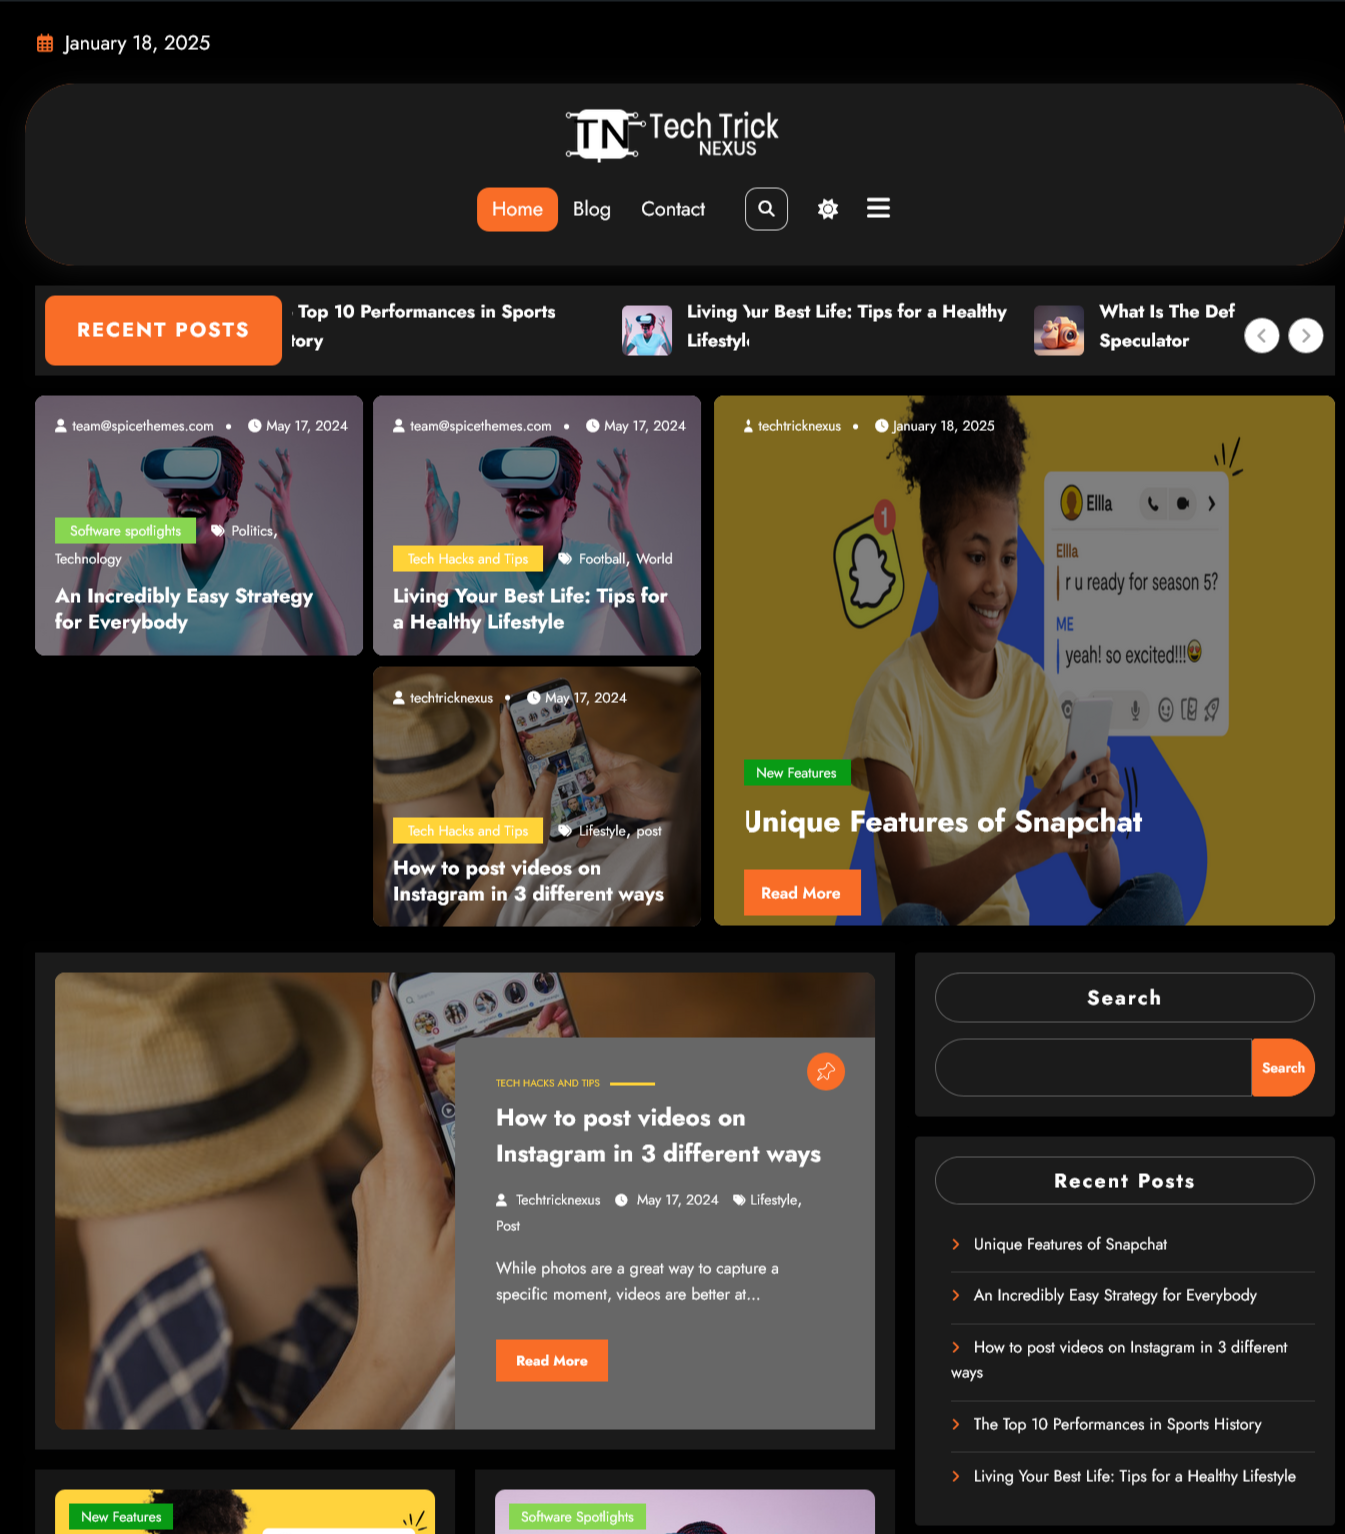 January 18, 2025
TN Tech Trick
NEXUS
Home Blog Contact
RECENT POSTS
Top 10 Performances in Sports
tory
Living Your Best Life: Tips for a Healthy
Lifestyle
What Is The Def
Speculator
team@spicethemes.com • May 17, 2024
Software spotlights Politics,
Technology
An Incredibly Easy Strategy
for Everybody
team@spicethemes.com • May 17, 2024
Tech Hacks and Tips Football, World
Living Your Best Life: Tips for
a Healthy Lifestyle
techtricknexus • May 17, 2024
Tech Hacks and Tips Lifestyle, post
How to post videos on
Instagram in 3 different ways
techtricknexus • January 18, 2025
1
Ellla
Ellla
r u ready for season 5?
ME
yeah! so excited!!!😍
New Features
Unique Features of Snapchat
Read More
Search
TECH HACKS AND TIPS
How to post videos on
Instagram in 3 different ways
Techtricknexus May 17, 2024 Lifestyle,
Post
While photos are a great way to capture a
specific moment, videos are better at...
Read More
Search
Search
Recent Posts
Unique Features of Snapchat
An Incredibly Easy Strategy for Everybody
How to post videos on Instagram in 3 different
ways
The Top 10 Performances in Sports History
Living Your Best Life: Tips for a Healthy Lifestyle
New Features
Software Spotlights